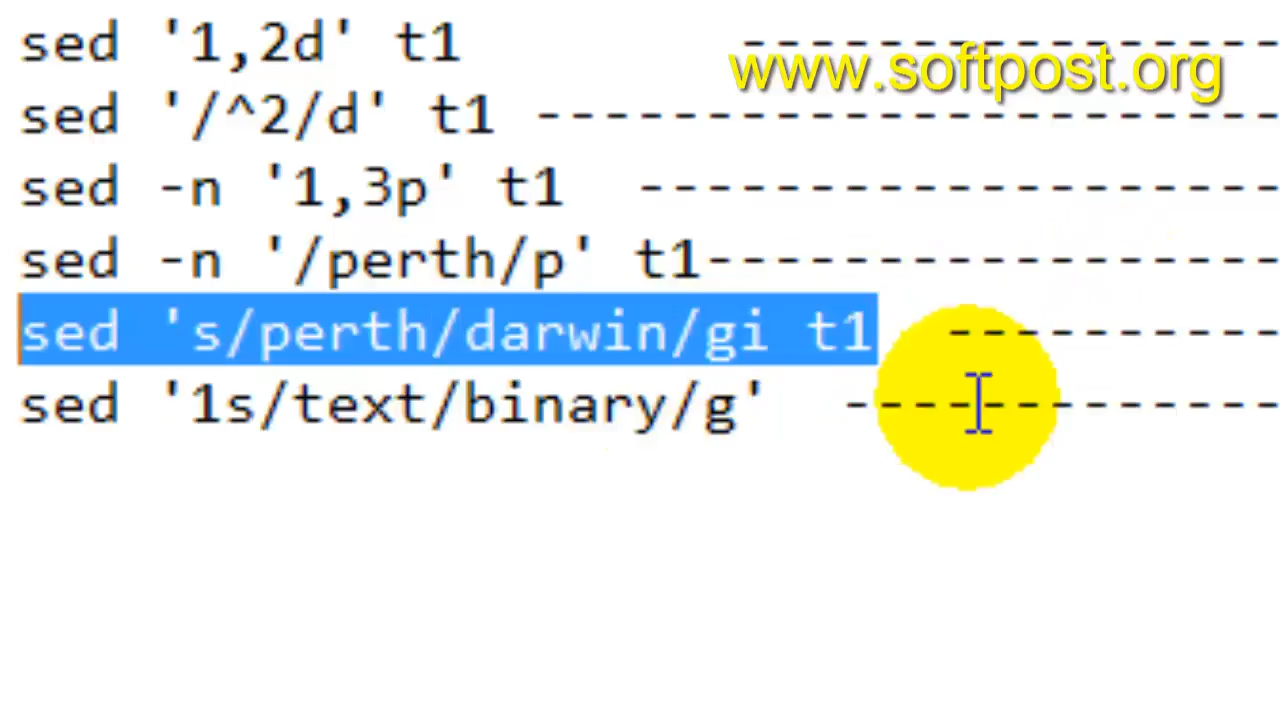 sed '1,2d' t1 ----------------
www.softpost.org
sed '/^2/d' t1 ----------------------
sed -n '1,3p' t1 -------------------
sed -n '/perth/p' t1-----------------
sed 's/perth/darwin/gi t1 ----------
sed '1s/text/binary/g' -------------